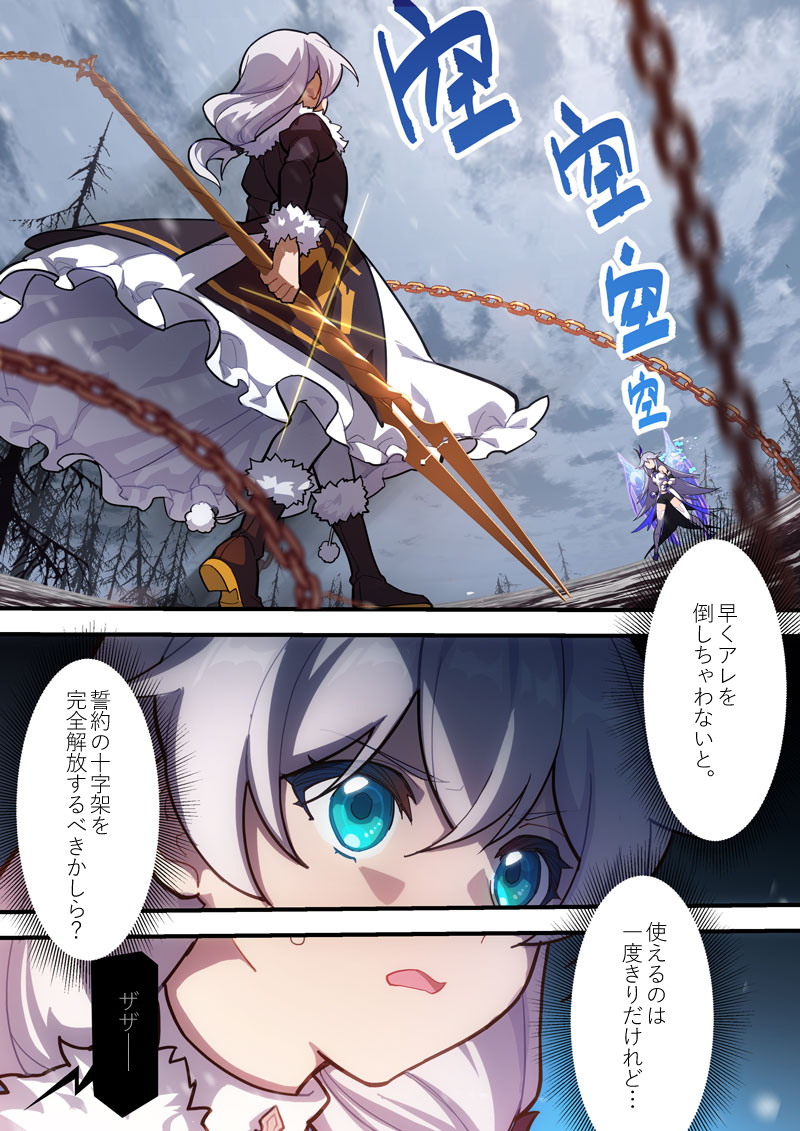 空
空
空
空
早くアレを
倒しちゃわないと。
誓約の十字架を
完全解放するべきかしら？
使えるのは
一度きりだけれど…
ザザー